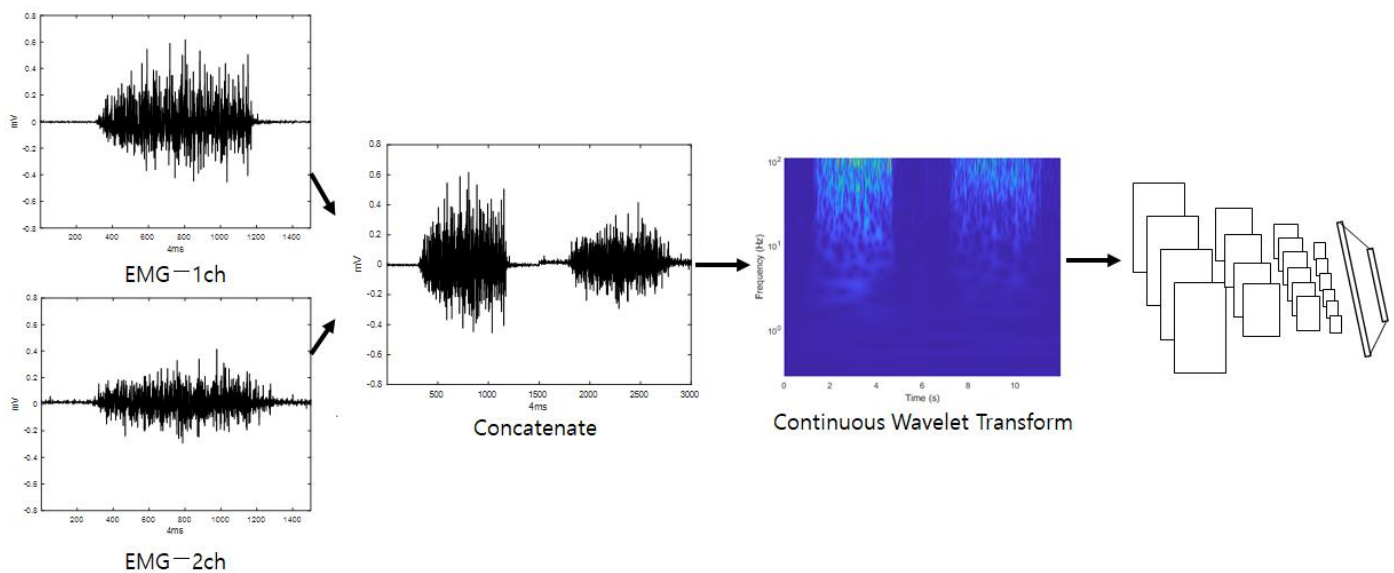 0.8
0.6
0.4
0.2
0
-0.2
-0.4
-0.6
-0.8
mV
200 400 600 800 1000 1200 1400
4ms
EMG－1ch
0.8
0.6
0.4
0.2
0
-0.2
-0.4
-0.6
-0.8
mV
200 400 600 800 1000 1200 1400
4ms
EMG－2ch
0.8
0.6
0.4
0.2
0
-0.2
-0.4
-0.6
-0.8
mV
500 1000 1500 2000 2500 3000
4ms
Concatenate
10²
10¹
10⁰
Frequency (Hz)
0 2 4 6 8 10
Time (s)
Continuous Wavelet Transform